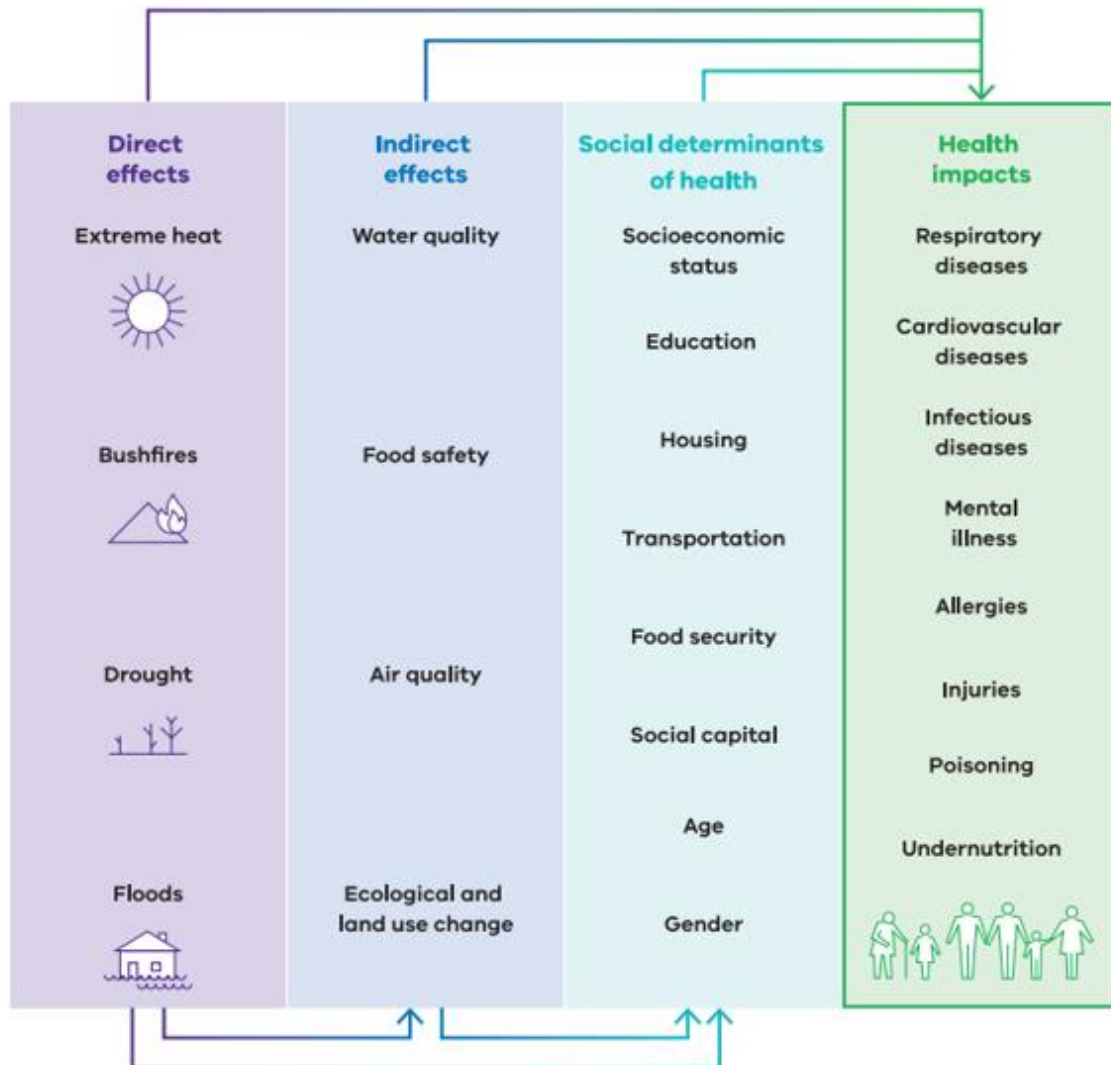 Direct
effects
Extreme heat
Bushfires
Drought
Floods
Indirect
effects
Water quality
Food safety
Air quality
Ecological and
land use change
Social determinants
of health
Socioeconomic
status
Education
Housing
Transportation
Food security
Social capital
Age
Gender
Health
impacts
Respiratory
diseases
Cardiovascular
diseases
Infectious
diseases
Mental
illness
Allergies
Injuries
Poisoning
Undernutrition